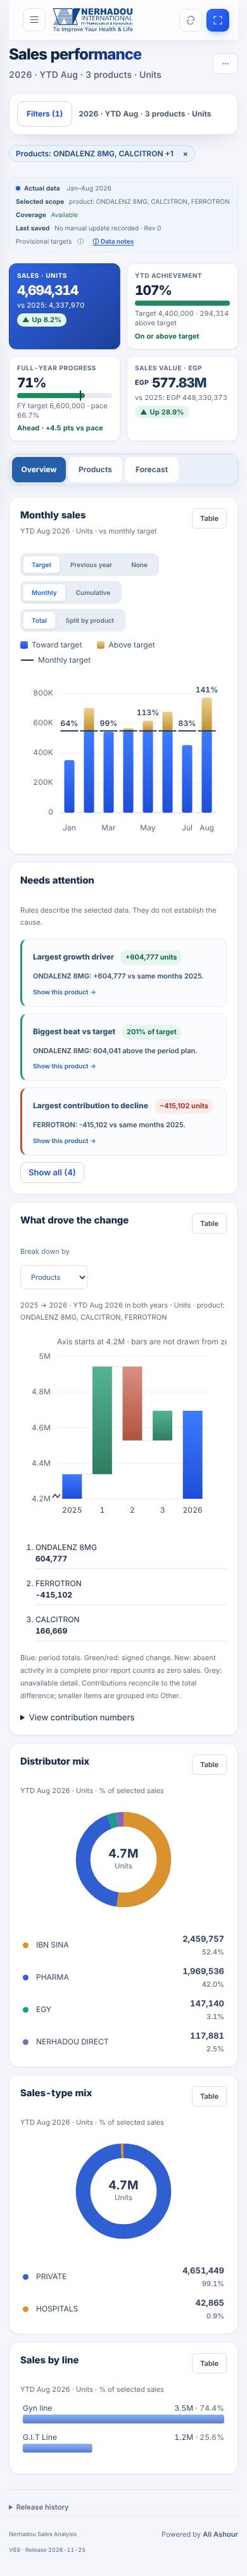 NERHADOU
INTERNATIONAL
To Improve Your Health & Life
Sales performance
2026 · YTD Aug · 3 products · Units
Filters (1)
2026 · YTD Aug · 3 products · Units
Products: ONDALENZ 8MG, CALCITRON +1 ×
Actual data Jan–Aug 2026
Selected scope product: ONDALENZ 8MG, CALCITRON, FERROTRON
Coverage Available
Last saved No manual update recorded · Rev 0
Provisional targets ⓘ ⓘ Data notes
SALES · UNITS
4,694,314
vs 2025: 4,337,970
▲ Up 8.2%
YTD ACHIEVEMENT
107%
Target 4,400,000 · 294,314
above target
On or above target
FULL-YEAR PROGRESS
71%
FY target 6,600,000 · pace
66.7%
Ahead · +4.5 pts vs pace
SALES VALUE · EGP
EGP 577.83M
vs 2025: EGP 448,330,373
▲ Up 28.9%
Overview
Products
Forecast
Monthly sales
Table
YTD Aug 2026 · Units · vs monthly target
Target
Previous year
None
Monthly
Cumulative
Total
Split by product
Toward target
Above target
Monthly target
141%
800K
113%
600K
64%
99%
83%
400K
200K
0
Jan
Mar
May
Jul
Aug
Needs attention
Rules describe the selected data. They do not establish the
cause.
Largest growth driver +604,777 units
ONDALENZ 8MG: +604,777 vs same months 2025.
Show this product →
Biggest beat vs target 201% of target
ONDALENZ 8MG: 604,041 above the period plan.
Show this product →
Largest contribution to decline −415,102 units
FERROTRON: -415,102 vs same months 2025.
Show this product →
Show all (4)
What drove the change
Table
Break down by
Products
2025 → 2026 · YTD Aug 2026 in both years · Units · product:
ONDALENZ 8MG, CALCITRON, FERROTRON
Axis starts at 4.2M · bars are not drawn from ze
5M
4.8M
4.6M
4.4M
4.2M
2025
1
2
3
2026
1. ONDALENZ 8MG
604,777
2. FERROTRON
-415,102
3. CALCITRON
166,669
Blue: period totals. Green/red: signed change. New: absent
activity in a complete prior report counts as zero sales. Grey:
unavailable detail. Contributions reconcile to the total
difference; smaller items are grouped into Other.
▶ View contribution numbers
Distributor mix
Table
YTD Aug 2026 · Units · % of selected sales
4.7M
Units
IBN SINA
2,459,757
52.4%
PHARMA
1,969,536
42.0%
EGY
147,140
3.1%
NERHADOU DIRECT
117,881
2.5%
Sales-type mix
Table
YTD Aug 2026 · Units · % of selected sales
4.7M
Units
PRIVATE
4,651,449
99.1%
HOSPITALS
42,865
0.9%
Sales by line
Table
YTD Aug 2026 · Units · % of selected sales
Gyn line
3.5M · 74.4%
G.I.T Line
1.2M · 25.6%
▶ Release history
Nerhadou Sales Analysis
Powered by Ali Ashour
V69 · Release 2026-11-25